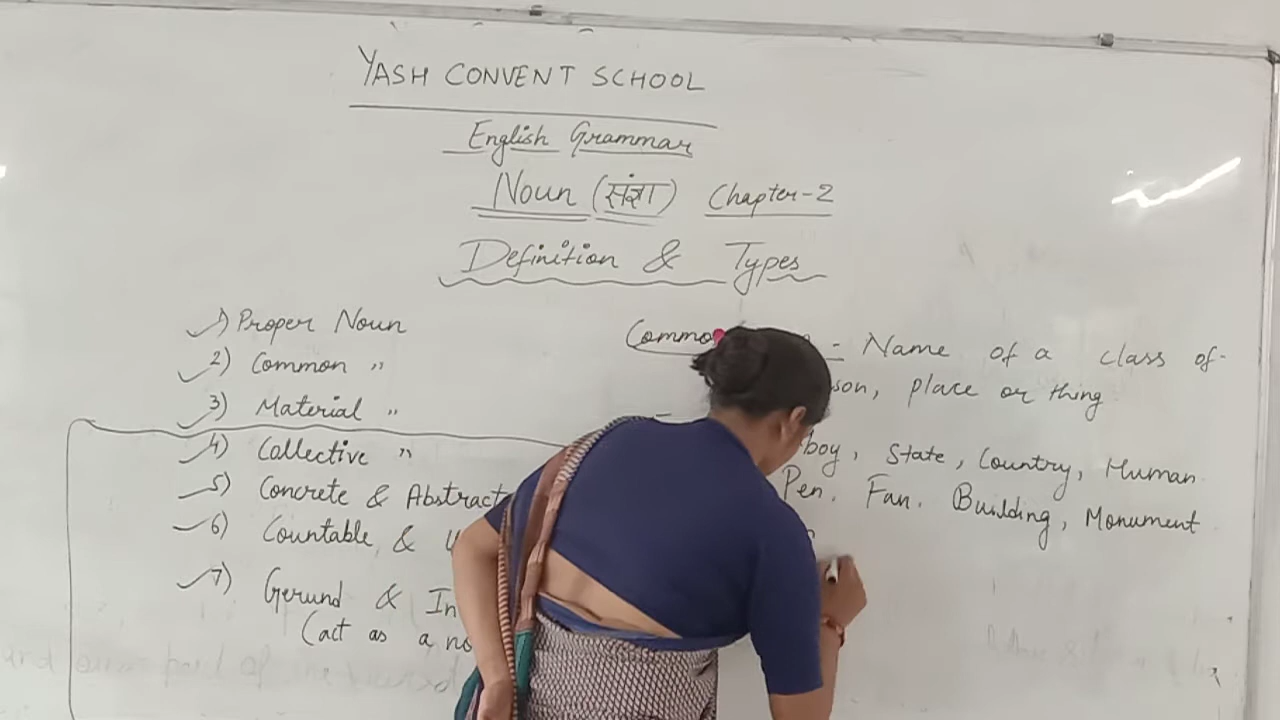 YASH CONVENT SCHOOL
English Grammar
Noun (संज्ञा) Chapter-2
Definition & Types
1) Proper Noun
2) Common "
3) Material "
4) Collective "
5) Concrete & Abstract
6) Countable &
7) Gerund &
(act as a
- Name of a class of
place or thing
boy, State, Country, Human
Pen. Fan. Building, Monument